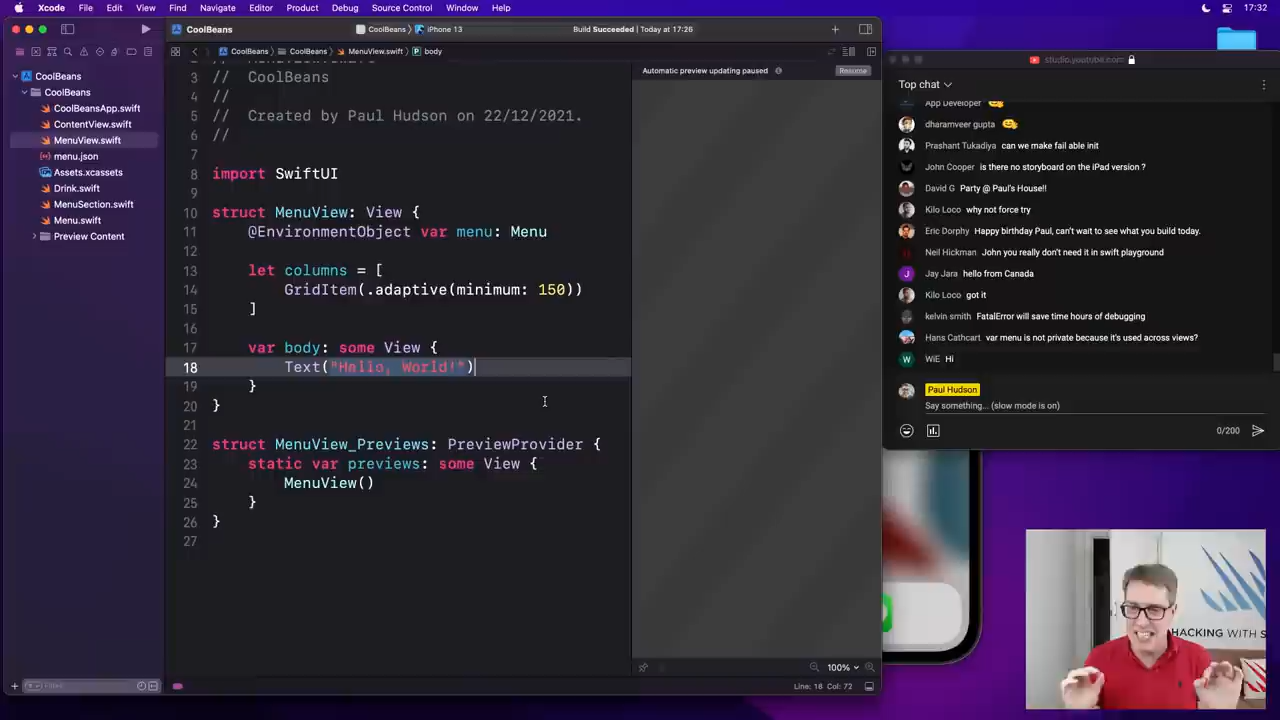 Xcode File Edit View Find Navigate Editor Product Debug Source Control Window Help 17:32
CoolBeans
CoolBeans iPhone 13
Build Succeeded | Today at 17:26
CoolBeans CoolBeans MenuView.swift body
CoolBeans
CoolBeans
CoolBeansApp.swift
ContentView.swift
MenuView.swift
menu.json
Assets.xcassets
Drink.swift
MenuSection.swift
Menu.swift
Preview Content
3 // CoolBeans
4 //
5 // Created by Paul Hudson on 22/12/2021.
6 //
7
8 import SwiftUI
9
10 struct MenuView: View {
11 @EnvironmentObject var menu: Menu
12
13 let columns = [
14 GridItem(.adaptive(minimum: 150))
15 ]
16
17 var body: some View {
18 Text("Hello, World!")
19 }
20 }
21
22 struct MenuView_Previews: PreviewProvider {
23 static var previews: some View {
24 MenuView()
25 }
26 }
27
Automatic preview updating paused Resume
100%
Filter
Line: 18 Col: 72
studio.youtube.com
Top chat
App Developer
dharamveer gupta
Prashant Tukadiya can we make fail able init
John Cooper is there no storyboard on the iPad version ?
David G Party @ Paul's House!!
Kilo Loco why not force try
Eric Dorphy Happy birthday Paul, can't wait to see what you build today.
Neil Hickman John you really don't need it in swift playground
J Jay Jara hello from Canada
Kilo Loco got it
kelvin smith FatalError will save time hours of debugging
Hans Cathcart var menu is not private because it's used across views?
W WiE Hi
Paul Hudson
Say something... (slow mode is on)
0/200
HACKING WITH S